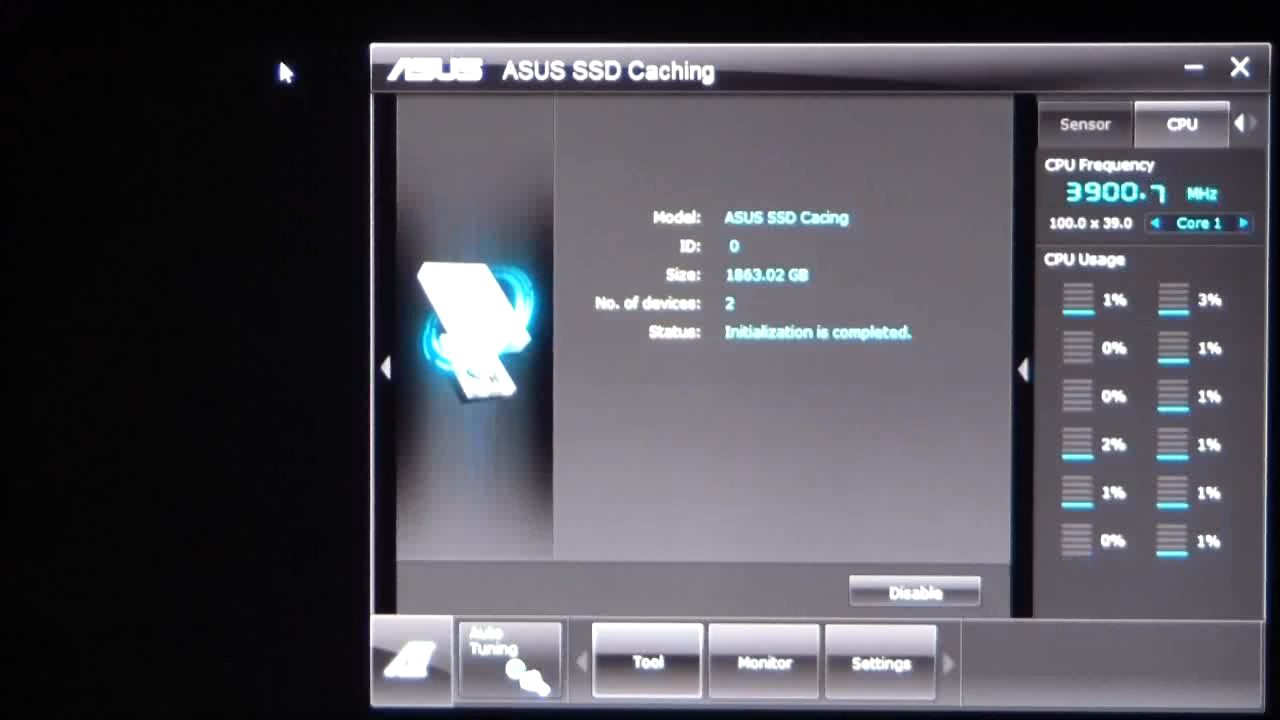 ASUS ASUS SSD Caching
Sensor CPU
CPU Frequency
3900.7 MHz
100.0 x 39.0 Core 1
CPU Usage
1% 3%
0% 1%
0% 1%
2% 1%
1% 1%
0% 1%
Model: ASUS SSD Cacing
ID: 0
Size: 1863.02 GB
No. of devices: 2
Status: Initialization is completed.
Disable
Auto
Tuning
Tool Monitor Settings